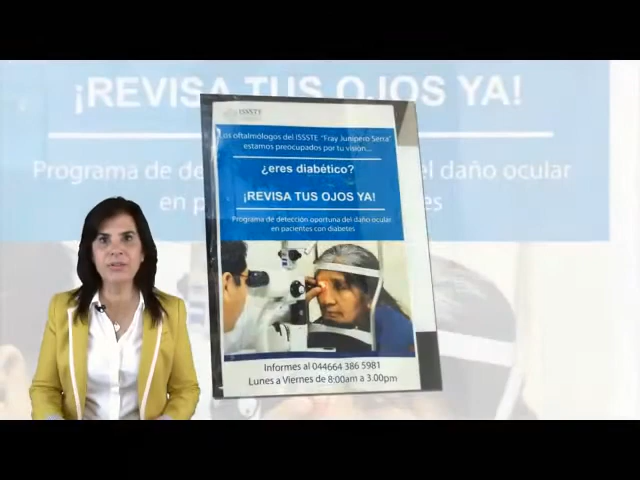 ¡REVISA TUS OJOS YA!
ISSSTE
Los oftalmólogos del ISSSTE "Fray Junipero Serra"
estamos preocupados por tu visión...
¿eres diabético?
¡REVISA TUS OJOS YA!
Programa de detección oportuna del daño ocular
en pacientes con diabetes
Programa de de
el daño ocular
en p
es
Informes al 044664 386 5981
Lunes a Viernes de 8:00am a 3.00pm